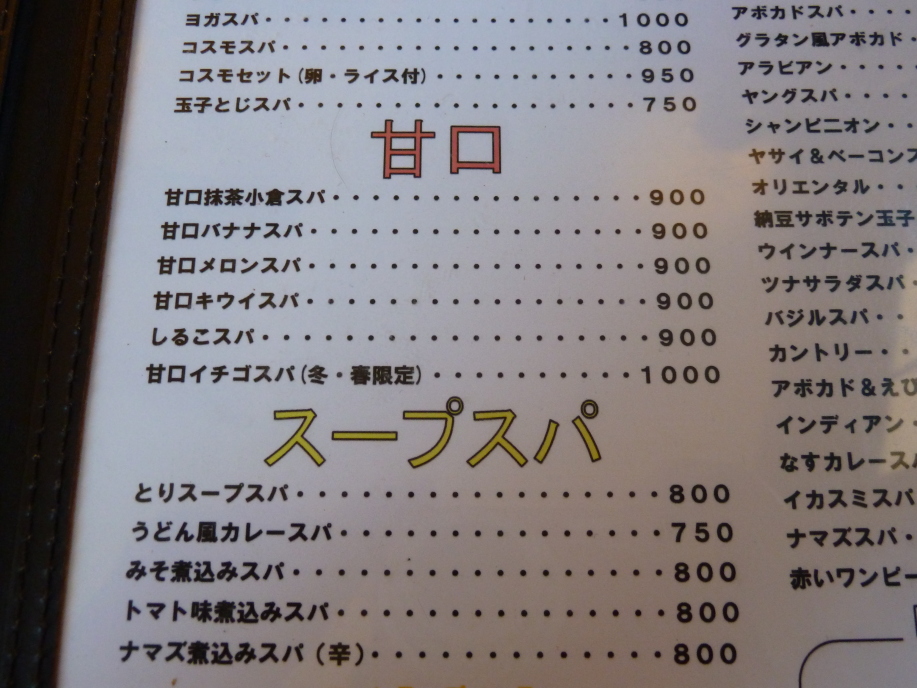 ヨガスパ・・・・・・・・・・・・・・・・・・1000
コスモスパ・・・・・・・・・・・・・・・・・・800
コスモセット(卵・ライス付)・・・・・・・・・・950
玉子とじスパ・・・・・・・・・・・・・・・・・750
甘口
甘口抹茶小倉スパ・・・・・・・・・・・・・・・900
甘口バナナスパ・・・・・・・・・・・・・・・・900
甘口メロンスパ・・・・・・・・・・・・・・・・900
甘口キウイスパ・・・・・・・・・・・・・・・・900
しるこスパ・・・・・・・・・・・・・・・・・・900
甘口イチゴスパ(冬・春限定)・・・・・・・・・・1000
スープスパ
とりスープスパ・・・・・・・・・・・・・・・・800
うどん風カレースパ・・・・・・・・・・・・・・750
みそ煮込みスパ・・・・・・・・・・・・・・・・800
トマト味煮込みスパ・・・・・・・・・・・・・・800
ナマズ煮込みスパ(辛)・・・・・・・・・・・・・800
アボカドスパ・・・・
グラタン風アボカド・
アラビアン・・・・・
ヤングスパ・・・・
シャンピニオン・・
ヤサイ&ベーコンス
オリエンタル・・
納豆サボテン玉子
ウインナースパ・
ツナサラダスパ・
バジルスパ・・
カントリー・・
アボカド&えび
インディアン・
なすカレースパ
イカスミスパ
ナマズスパ・
赤いワンピー